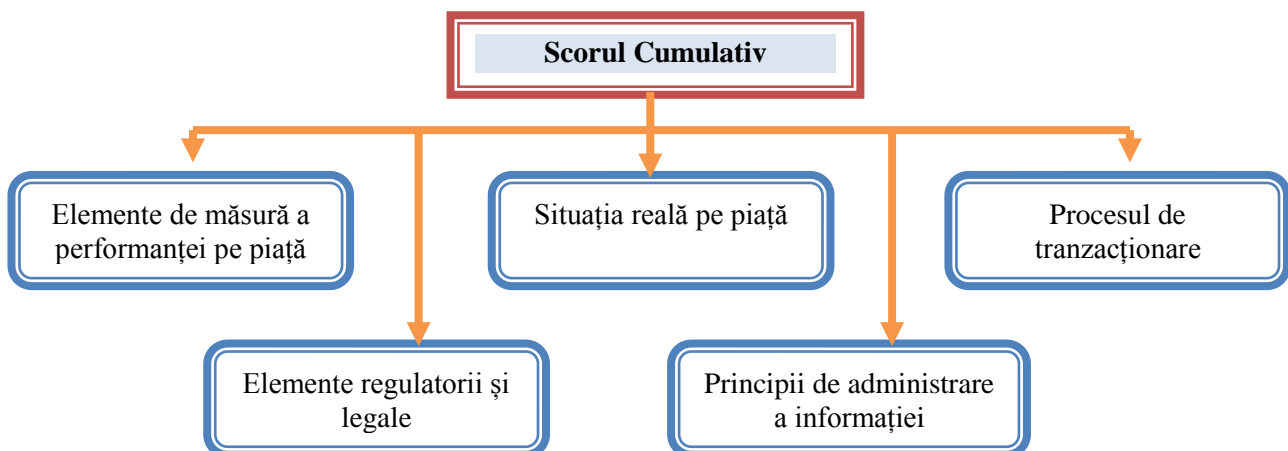 Scorul Cumulativ
Elemente de măsură a
performanței pe piață
Situația reală pe piață
Procesul de
tranzacționare
Elemente regulatorii și
legale
Principii de administrare
a informației